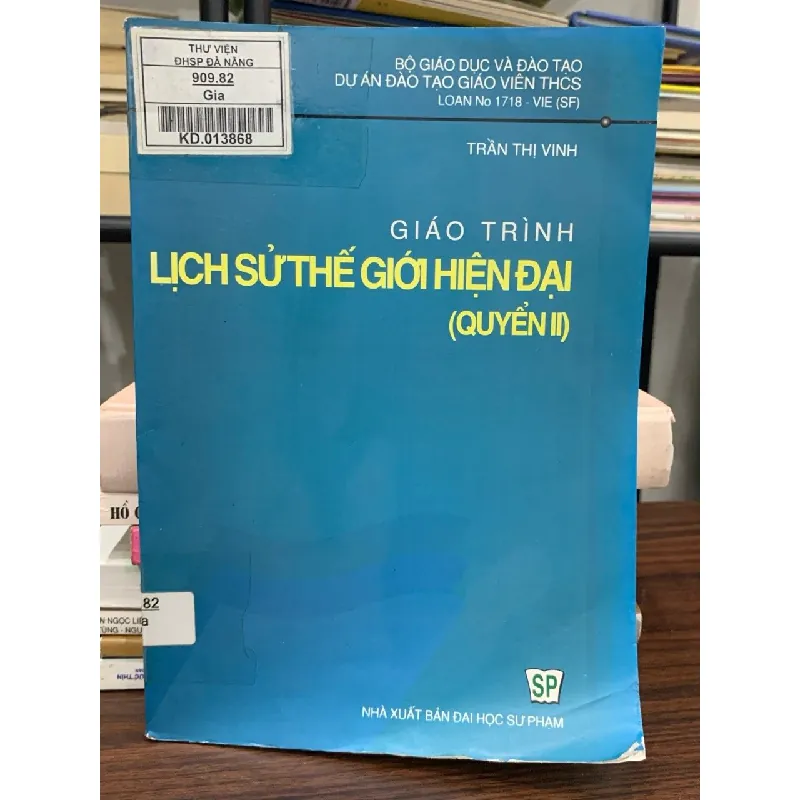 THƯ VIỆN
ĐHSP ĐÀ NẴNG
909.82
Gia
KD.013868
BỘ GIÁO DỤC VÀ ĐÀO TẠO
DỰ ÁN ĐÀO TẠO GIÁO VIÊN THCS
LOAN No 1718 - VIE (SF)
TRẦN THỊ VINH
GIÁO TRÌNH
LỊCH SỬ THẾ GIỚI HIỆN ĐẠI
(QUYỂN II)
HỒ
82
a
SP
NHÀ XUẤT BẢN ĐẠI HỌC SƯ PHẠM